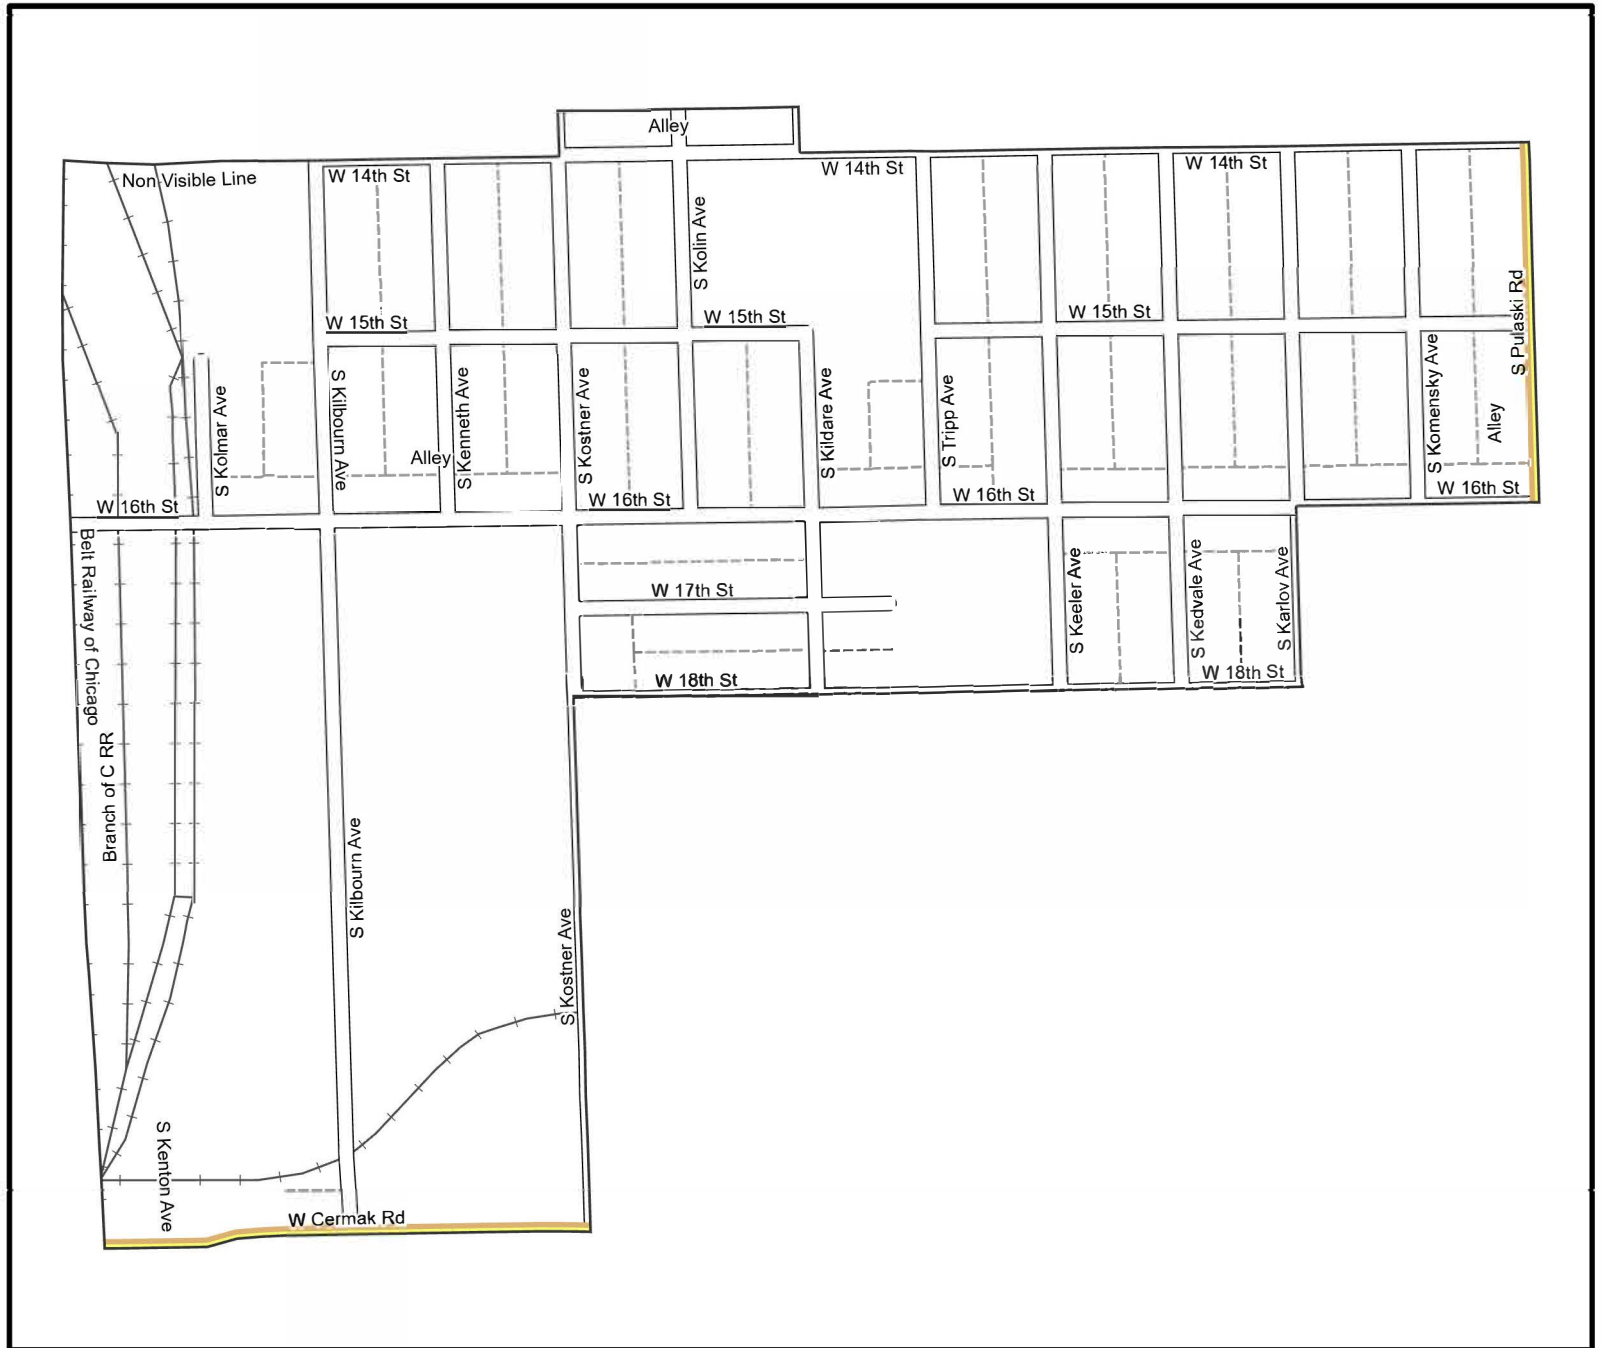 Alley
Non-Visible Line
W 14th St
W 14th St
W 14th St
S Kolin Ave
W 15th St
W 15th St
W 15th St
S Pulaski Rd
S Kolmar Ave
S Kilbourn Ave
Alley
S Kenneth Ave
S Kostner Ave
S Kildare Ave
S Tripp Ave
S Komensky Ave
Alley
W 16th St
W 16th St
W 16th St
W 16th St
Belt Railway of Chicago
W 17th St
S Keeler Ave
S Kedvale Ave
S Karlov Ave
W 18th St
W 18th St
Branch of C RR
S Kilbourn Ave
S Kostner Ave
S Kenton Ave
W Cermak Rd